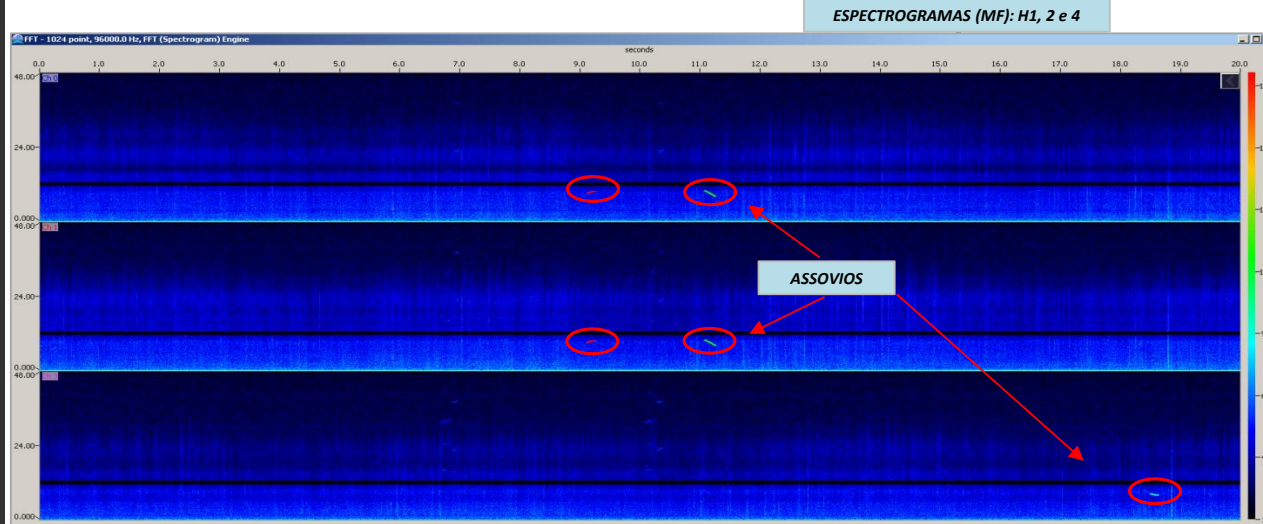 ESPECTROGRAMAS (MF): H1, 2 e 4
FFT - 1024 point, 96000.0 Hz, FFT (Spectrogram) Engine
seconds
0.0 1.0 2.0 3.0 4.0 5.0 6.0 7.0 8.0 9.0 10.0 11.0 12.0 13.0 14.0 15.0 16.0 17.0 18.0 19.0 20.0
48.00
Ch 0
24.00
0.000
48.00
Ch 1
24.00
ASSOVIOS
0.000
48.00
24.00
0.000